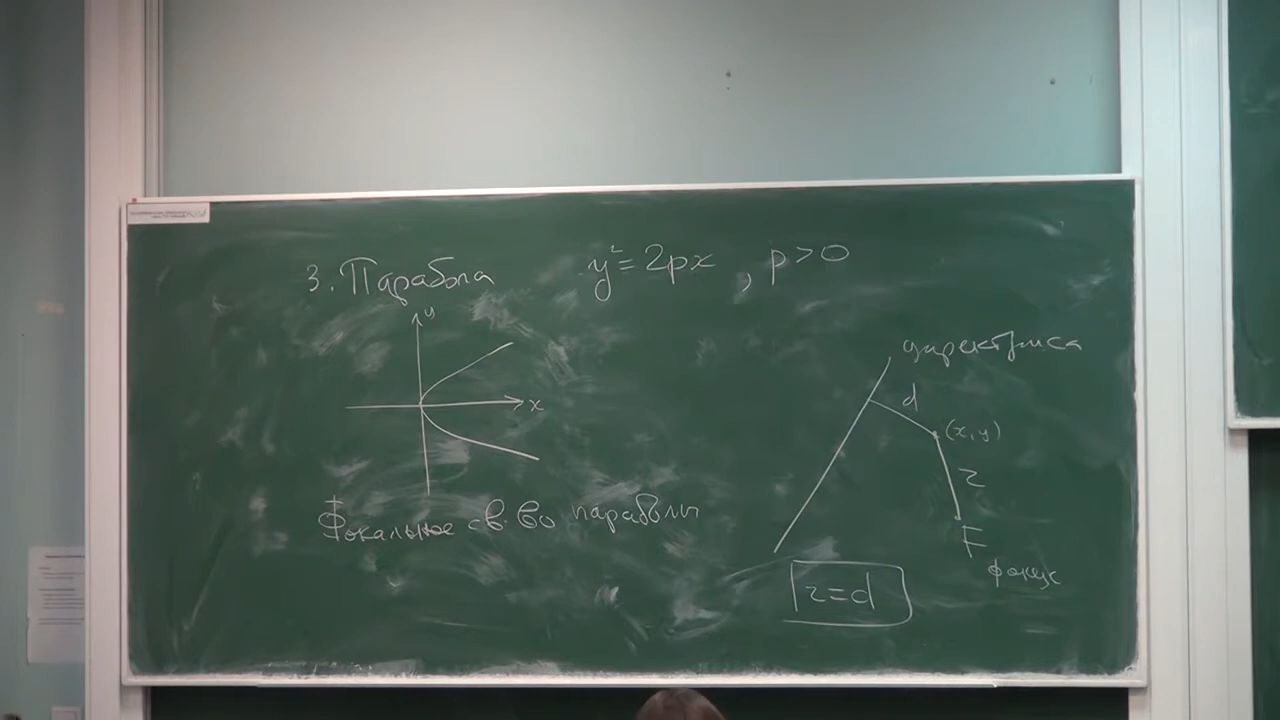 3. Парабола y² = 2px , p > 0
y
x
директриса
d
(x, y)
r
F
фокус
Фокальное св-во параболы
r = d